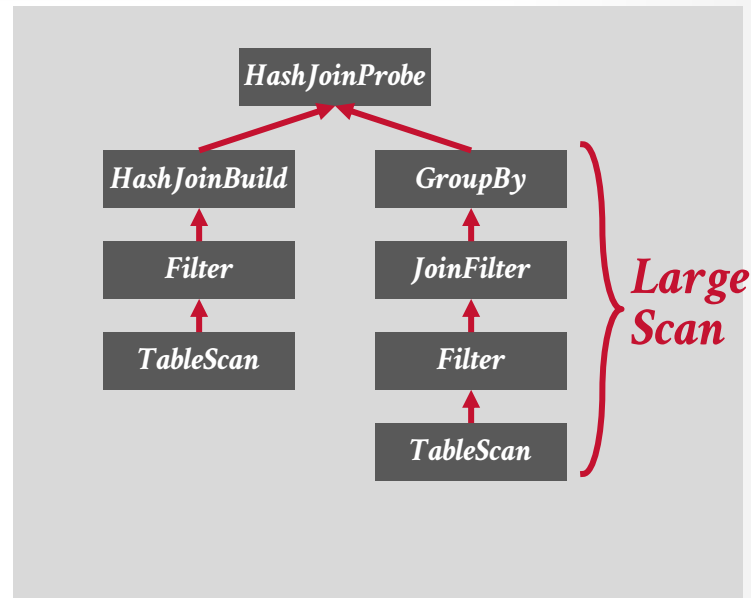 HashJoinProbe
HashJoinBuild
GroupBy
Filter
JoinFilter
TableScan
Filter
TableScan
Large
Scan